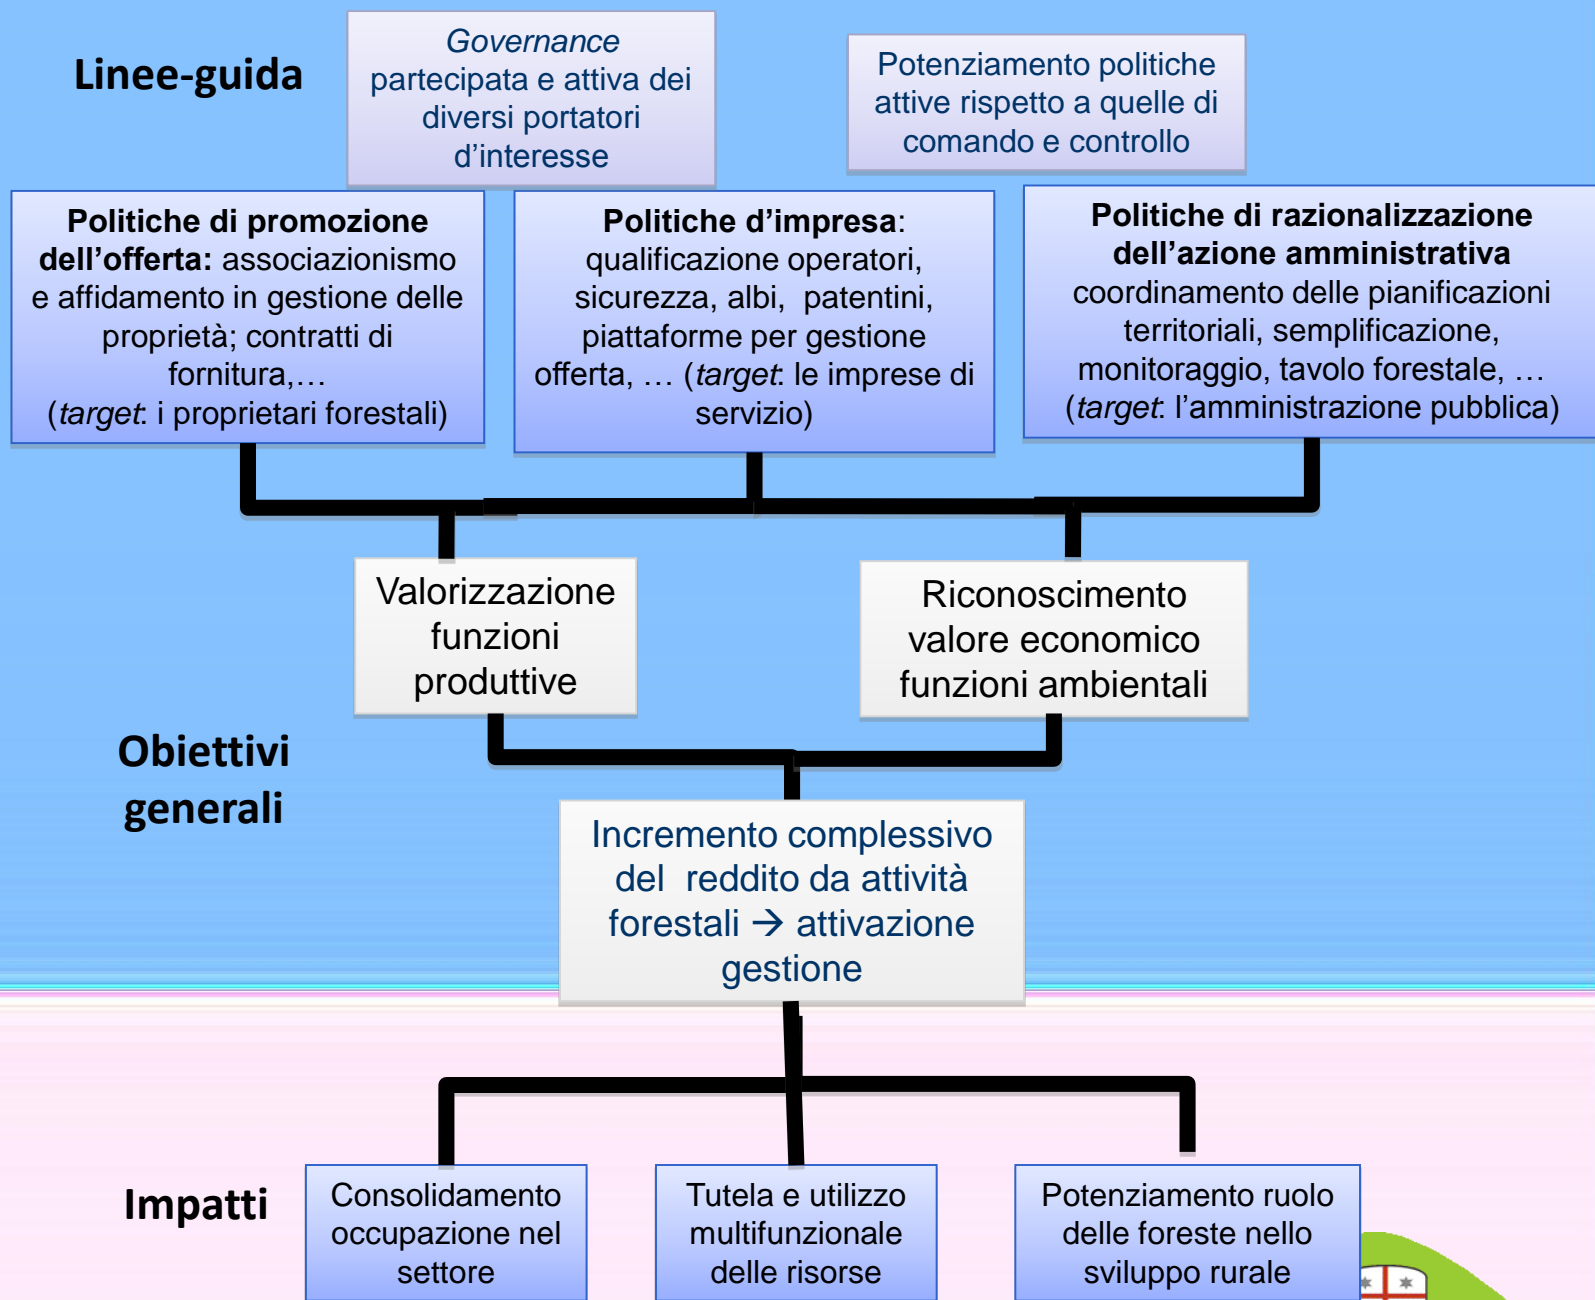 Linee-guida
Governance
partecipata e attiva dei
diversi portatori
d’interesse
Potenziamento politiche
attive rispetto a quelle di
comando e controllo
Politiche di promozione
dell’offerta: associazionismo
e affidamento in gestione delle
proprietà; contratti di
fornitura,…
(target: i proprietari forestali)
Politiche d’impresa:
qualificazione operatori,
sicurezza, albi, patentini,
piattaforme per gestione
offerta, … (target: le imprese di
servizio)
Politiche di razionalizzazione
dell’azione amministrativa
coordinamento delle pianificazioni
territoriali, semplificazione,
monitoraggio, tavolo forestale, …
(target: l’amministrazione pubblica)
Valorizzazione
funzioni
produttive
Riconoscimento
valore economico
funzioni ambientali
Obiettivi
generali
Incremento complessivo
del reddito da attività
forestali → attivazione
gestione
Impatti
Consolidamento
occupazione nel
settore
Tutela e utilizzo
multifunzionale
delle risorse
Potenziamento ruolo
delle foreste nello
sviluppo rurale